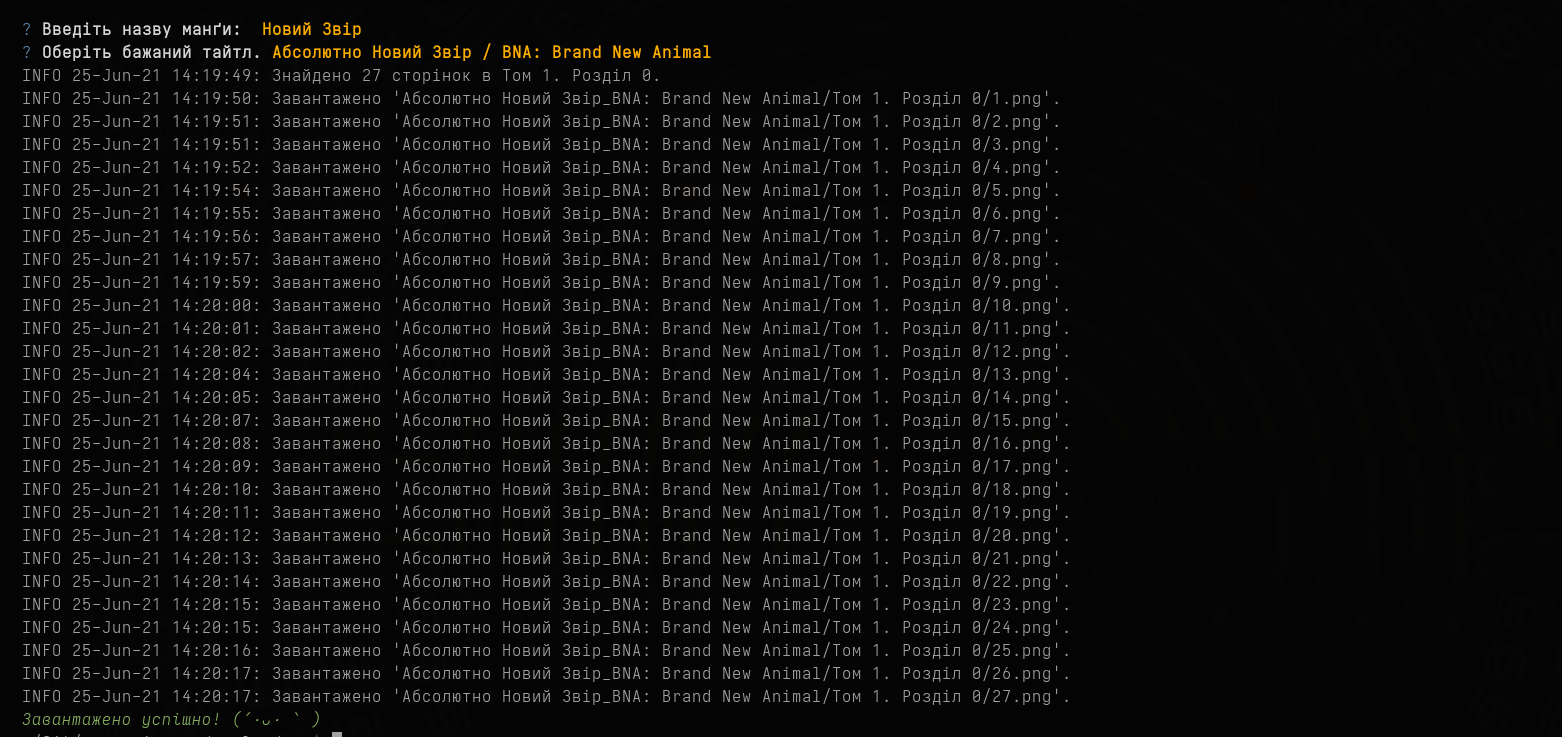 ? Введіть назву манґи:  Новий Звір
? Оберіть бажаний тайтл. Абсолютно Новий Звір / BNA: Brand New Animal
INFO 25-Jun-21 14:19:49: Знайдено 27 сторінок в Том 1. Розділ 0.
INFO 25-Jun-21 14:19:50: Завантажено 'Абсолютно Новий Звір_BNA: Brand New Animal/Том 1. Розділ 0/1.png'.
INFO 25-Jun-21 14:19:51: Завантажено 'Абсолютно Новий Звір_BNA: Brand New Animal/Том 1. Розділ 0/2.png'.
INFO 25-Jun-21 14:19:51: Завантажено 'Абсолютно Новий Звір_BNA: Brand New Animal/Том 1. Розділ 0/3.png'.
INFO 25-Jun-21 14:19:52: Завантажено 'Абсолютно Новий Звір_BNA: Brand New Animal/Том 1. Розділ 0/4.png'.
INFO 25-Jun-21 14:19:54: Завантажено 'Абсолютно Новий Звір_BNA: Brand New Animal/Том 1. Розділ 0/5.png'.
INFO 25-Jun-21 14:19:55: Завантажено 'Абсолютно Новий Звір_BNA: Brand New Animal/Том 1. Розділ 0/6.png'.
INFO 25-Jun-21 14:19:56: Завантажено 'Абсолютно Новий Звір_BNA: Brand New Animal/Том 1. Розділ 0/7.png'.
INFO 25-Jun-21 14:19:57: Завантажено 'Абсолютно Новий Звір_BNA: Brand New Animal/Том 1. Розділ 0/8.png'.
INFO 25-Jun-21 14:19:59: Завантажено 'Абсолютно Новий Звір_BNA: Brand New Animal/Том 1. Розділ 0/9.png'.
INFO 25-Jun-21 14:20:00: Завантажено 'Абсолютно Новий Звір_BNA: Brand New Animal/Том 1. Розділ 0/10.png'.
INFO 25-Jun-21 14:20:01: Завантажено 'Абсолютно Новий Звір_BNA: Brand New Animal/Том 1. Розділ 0/11.png'.
INFO 25-Jun-21 14:20:02: Завантажено 'Абсолютно Новий Звір_BNA: Brand New Animal/Том 1. Розділ 0/12.png'.
INFO 25-Jun-21 14:20:04: Завантажено 'Абсолютно Новий Звір_BNA: Brand New Animal/Том 1. Розділ 0/13.png'.
INFO 25-Jun-21 14:20:05: Завантажено 'Абсолютно Новий Звір_BNA: Brand New Animal/Том 1. Розділ 0/14.png'.
INFO 25-Jun-21 14:20:07: Завантажено 'Абсолютно Новий Звір_BNA: Brand New Animal/Том 1. Розділ 0/15.png'.
INFO 25-Jun-21 14:20:08: Завантажено 'Абсолютно Новий Звір_BNA: Brand New Animal/Том 1. Розділ 0/16.png'.
INFO 25-Jun-21 14:20:09: Завантажено 'Абсолютно Новий Звір_BNA: Brand New Animal/Том 1. Розділ 0/17.png'.
INFO 25-Jun-21 14:20:10: Завантажено 'Абсолютно Новий Звір_BNA: Brand New Animal/Том 1. Розділ 0/18.png'.
INFO 25-Jun-21 14:20:11: Завантажено 'Абсолютно Новий Звір_BNA: Brand New Animal/Том 1. Розділ 0/19.png'.
INFO 25-Jun-21 14:20:12: Завантажено 'Абсолютно Новий Звір_BNA: Brand New Animal/Том 1. Розділ 0/20.png'.
INFO 25-Jun-21 14:20:13: Завантажено 'Абсолютно Новий Звір_BNA: Brand New Animal/Том 1. Розділ 0/21.png'.
INFO 25-Jun-21 14:20:14: Завантажено 'Абсолютно Новий Звір_BNA: Brand New Animal/Том 1. Розділ 0/22.png'.
INFO 25-Jun-21 14:20:15: Завантажено 'Абсолютно Новий Звір_BNA: Brand New Animal/Том 1. Розділ 0/23.png'.
INFO 25-Jun-21 14:20:15: Завантажено 'Абсолютно Новий Звір_BNA: Brand New Animal/Том 1. Розділ 0/24.png'.
INFO 25-Jun-21 14:20:16: Завантажено 'Абсолютно Новий Звір_BNA: Brand New Animal/Том 1. Розділ 0/25.png'.
INFO 25-Jun-21 14:20:17: Завантажено 'Абсолютно Новий Звір_BNA: Brand New Animal/Том 1. Розділ 0/26.png'.
INFO 25-Jun-21 14:20:17: Завантажено 'Абсолютно Новий Звір_BNA: Brand New Animal/Том 1. Розділ 0/27.png'.
Завантажено успішно! (´･ᴗ･ ` )